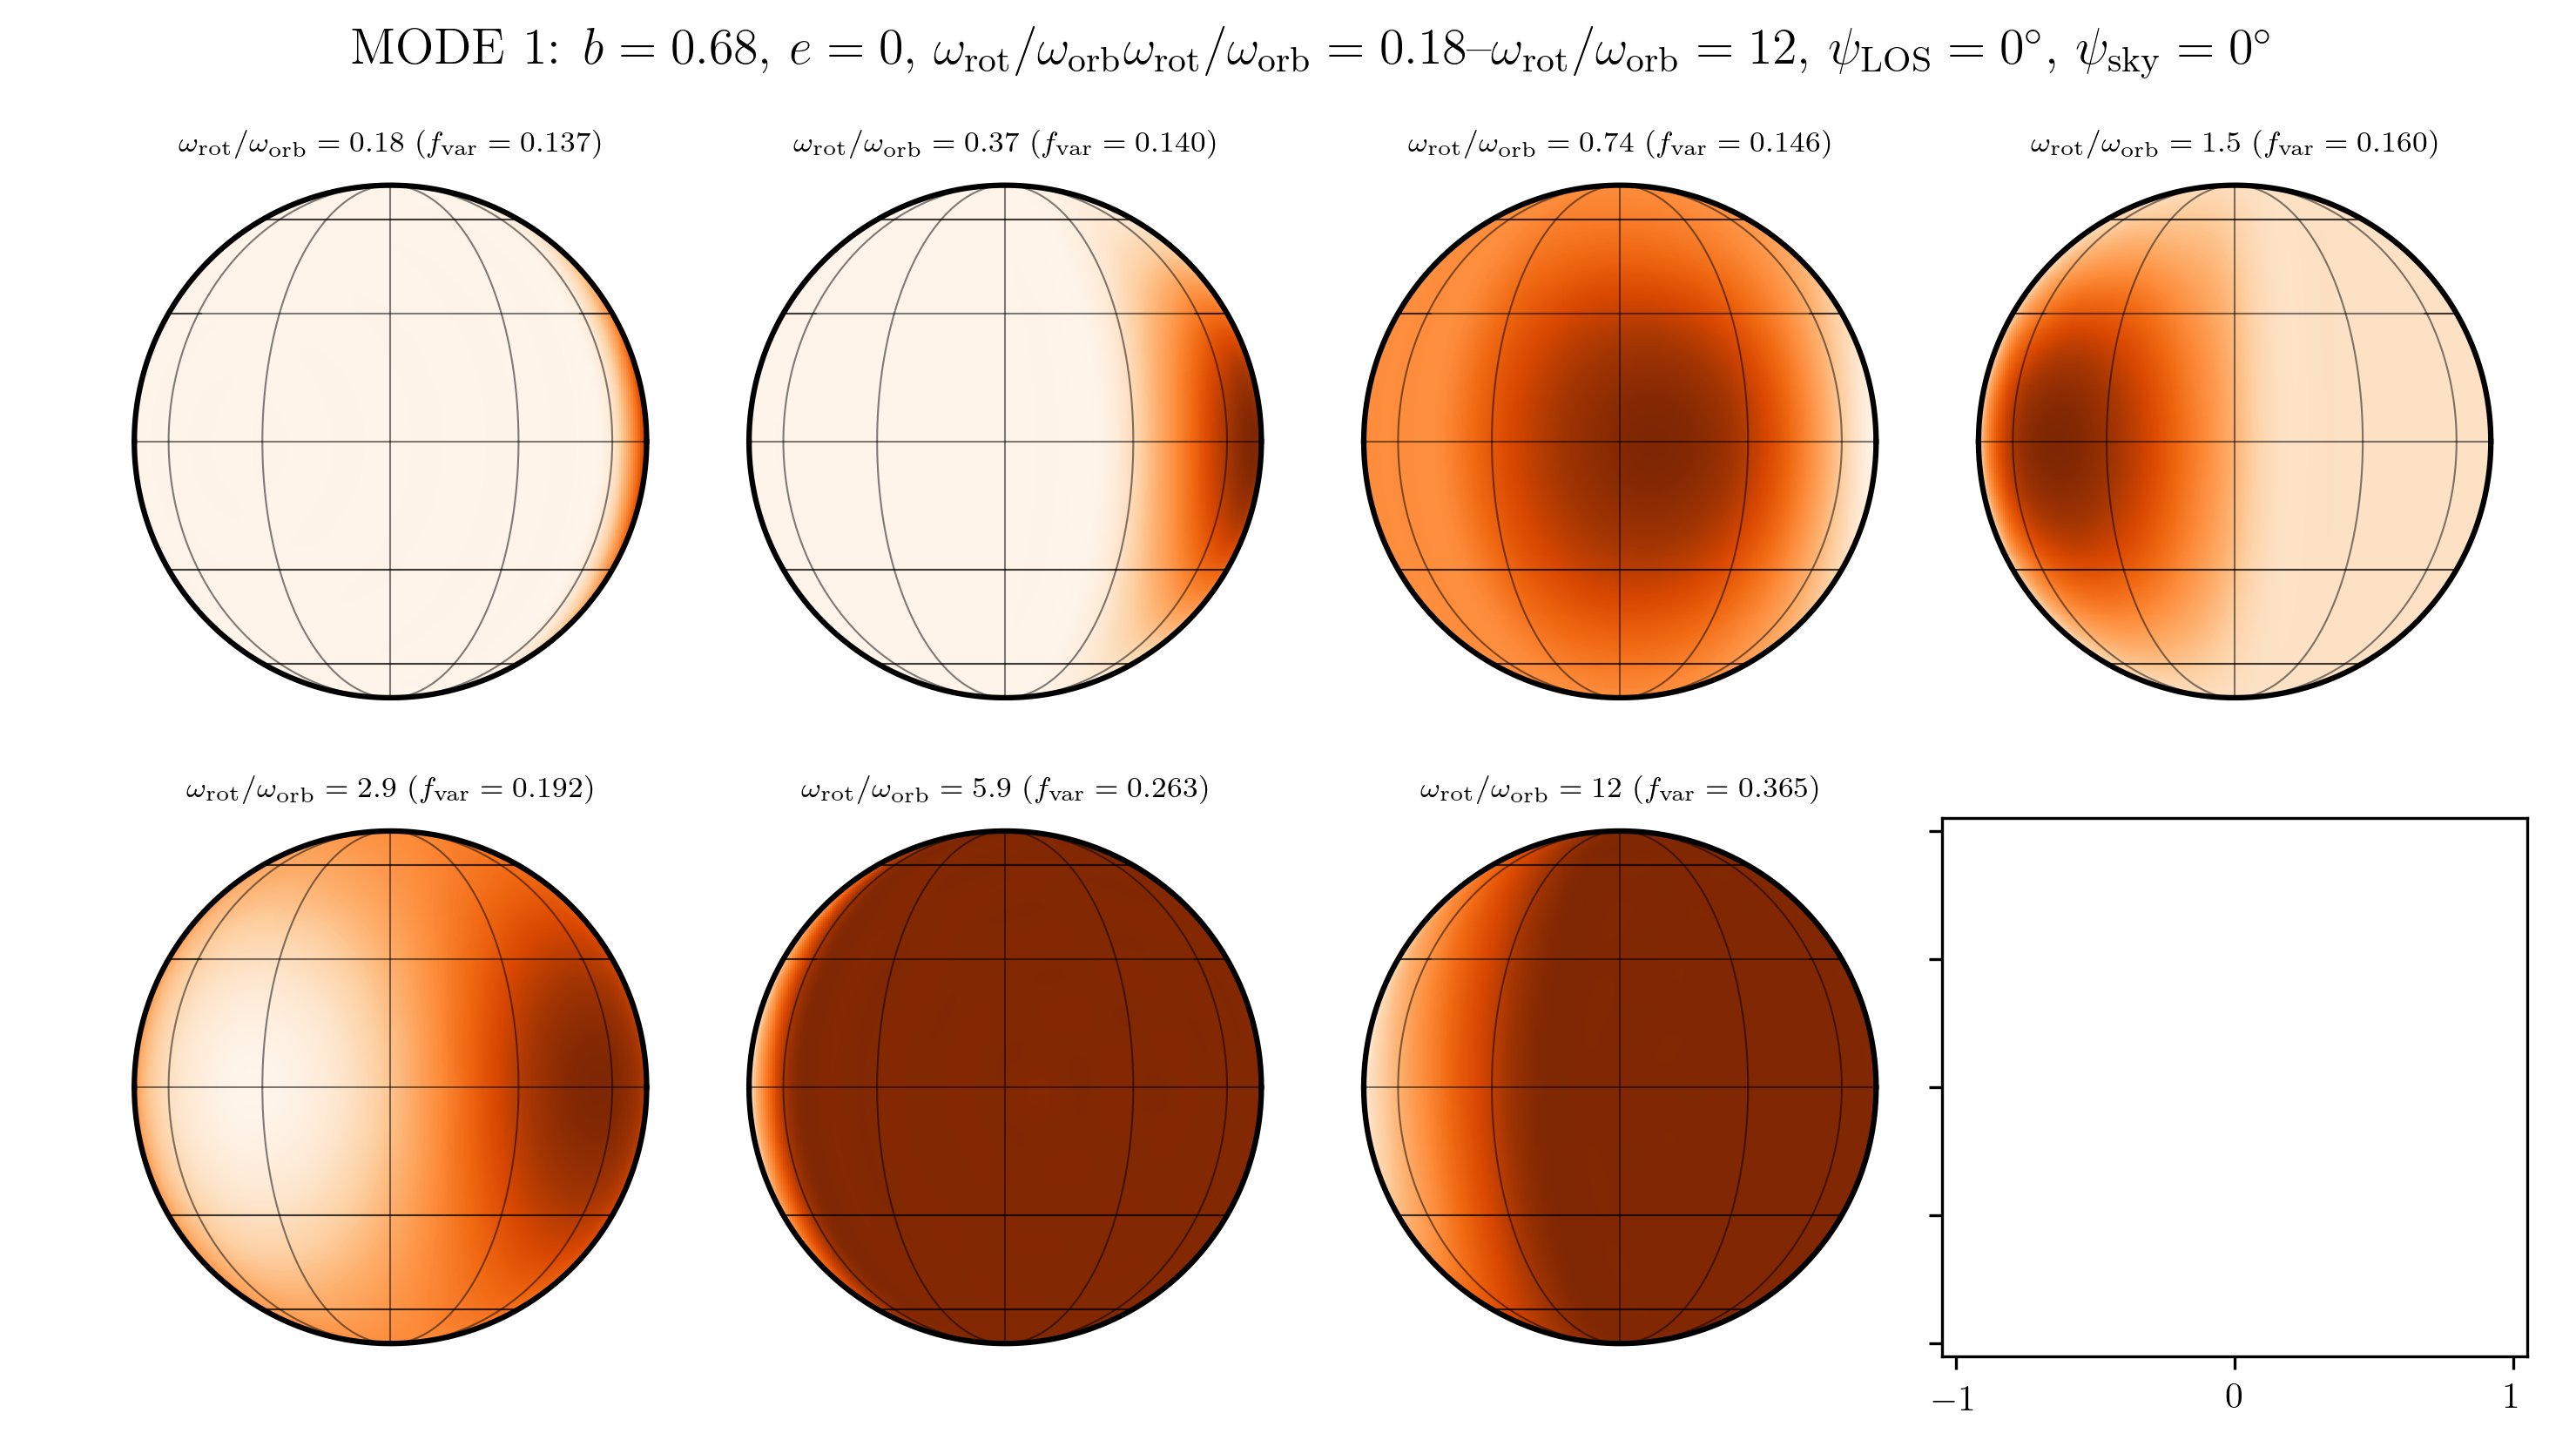 MODE 1: b = 0.68, e = 0, ω_rot/ω_orbω_rot/ω_orb = 0.18–ω_rot/ω_orb = 12, ψ_LOS = 0°, ψ_sky = 0°
ω_rot/ω_orb = 0.18 (f_var = 0.137)
ω_rot/ω_orb = 0.37 (f_var = 0.140)
ω_rot/ω_orb = 0.74 (f_var = 0.146)
ω_rot/ω_orb = 1.5 (f_var = 0.160)
ω_rot/ω_orb = 2.9 (f_var = 0.192)
ω_rot/ω_orb = 5.9 (f_var = 0.263)
ω_rot/ω_orb = 12 (f_var = 0.365)
−1 0 1